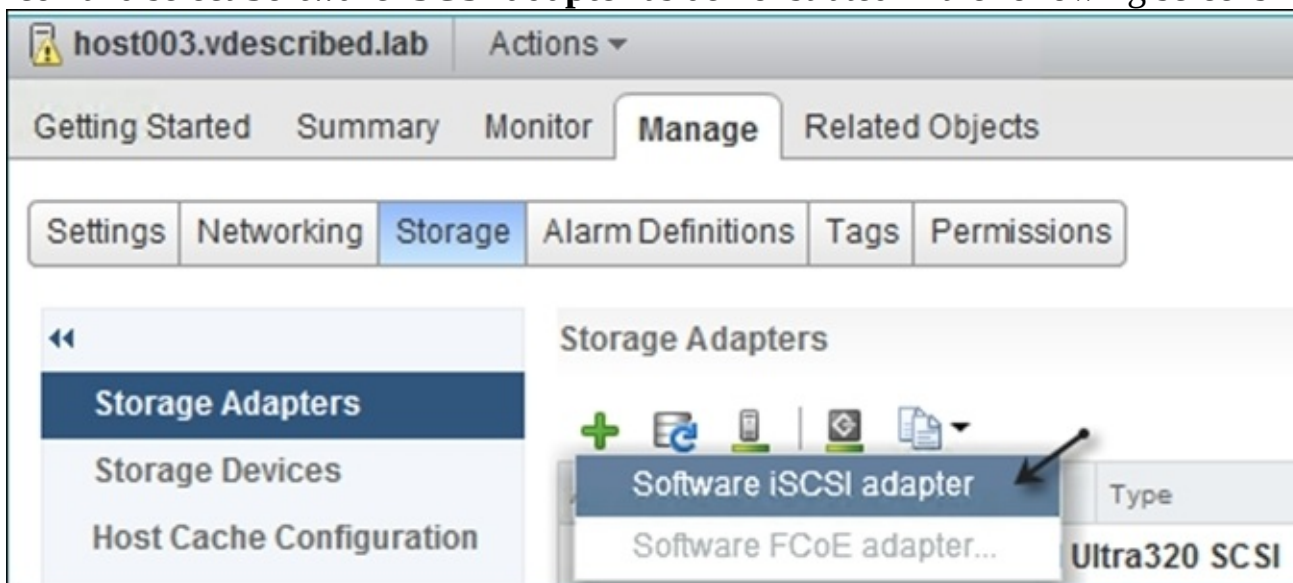 host003.vdescribed.lab Actions
Getting Started Summary Monitor Manage Related Objects
Settings Networking Storage Alarm Definitions Tags Permissions
Storage Adapters
Storage Adapters
Storage Devices
Software iSCSI adapter Type
Host Cache Configuration
Software FCoE adapter... Ultra320 SCSI